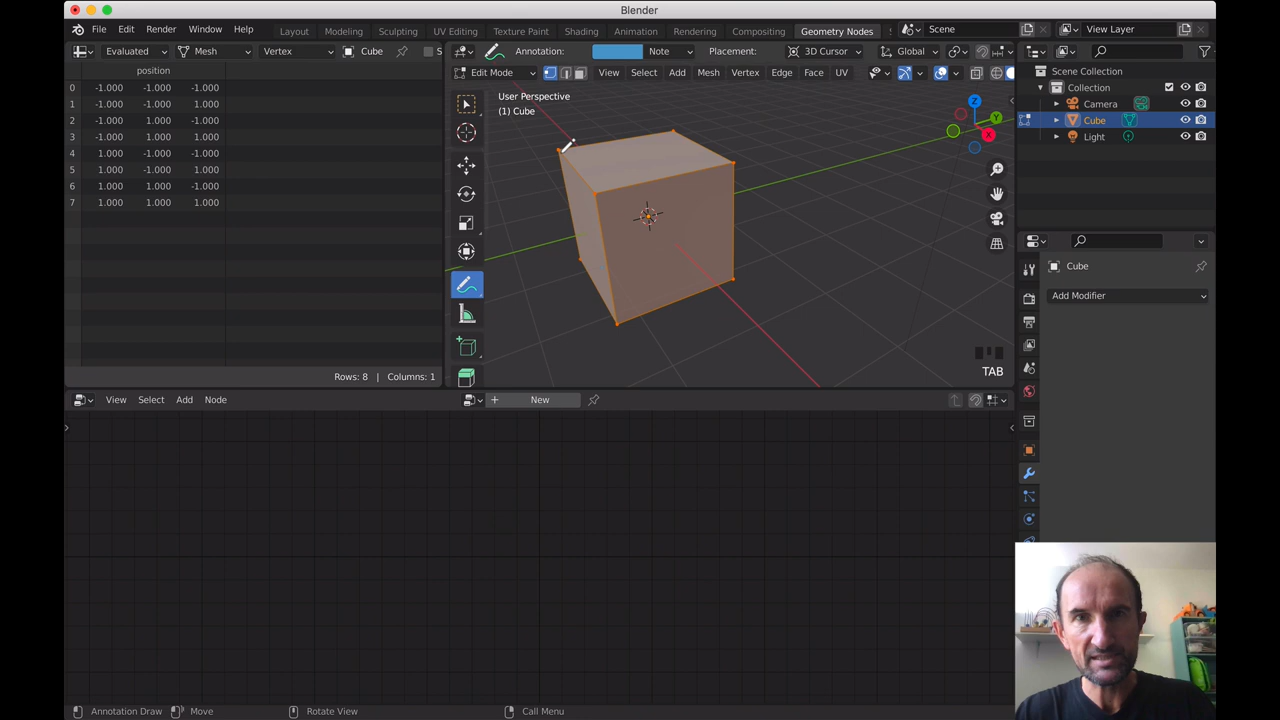 Blender
File Edit Render Window Help Layout Modeling Sculpting UV Editing Texture Paint Shading Animation Rendering Compositing Geometry Nodes Scene View Layer
Evaluated Mesh Vertex Cube S
Annotation: Note Placement: 3D Cursor Global
Edit Mode View Select Add Mesh Vertex Edge Face UV
position
0 -1.000 -1.000 -1.000
1 -1.000 -1.000 1.000
2 -1.000 1.000 -1.000
3 -1.000 1.000 1.000
4 1.000 -1.000 -1.000
5 1.000 -1.000 1.000
6 1.000 1.000 -1.000
7 1.000 1.000 1.000
Rows: 8 | Columns: 1
User Perspective
(1) Cube
Z
Y
X
TAB
Scene Collection
Collection
Camera
Cube
Light
Cube
Add Modifier
View Select Add Node New
Annotation Draw Move Rotate View Call Menu